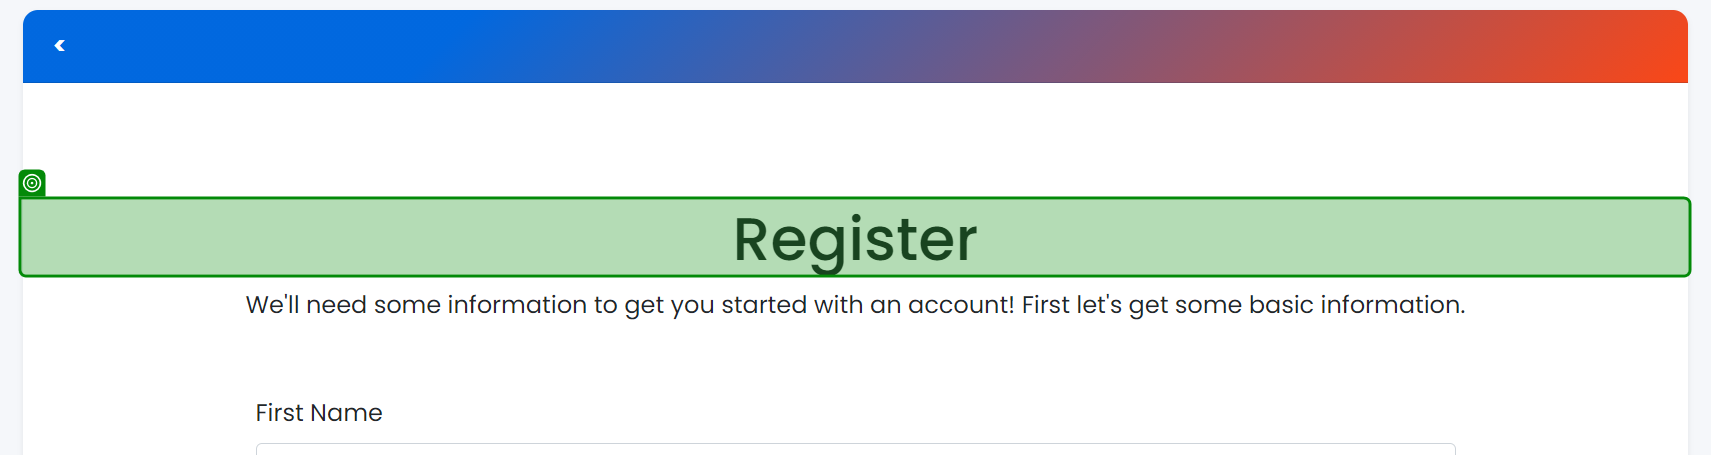 Register
We'll need some information to get you started with an account! First let's get some basic information.
First Name